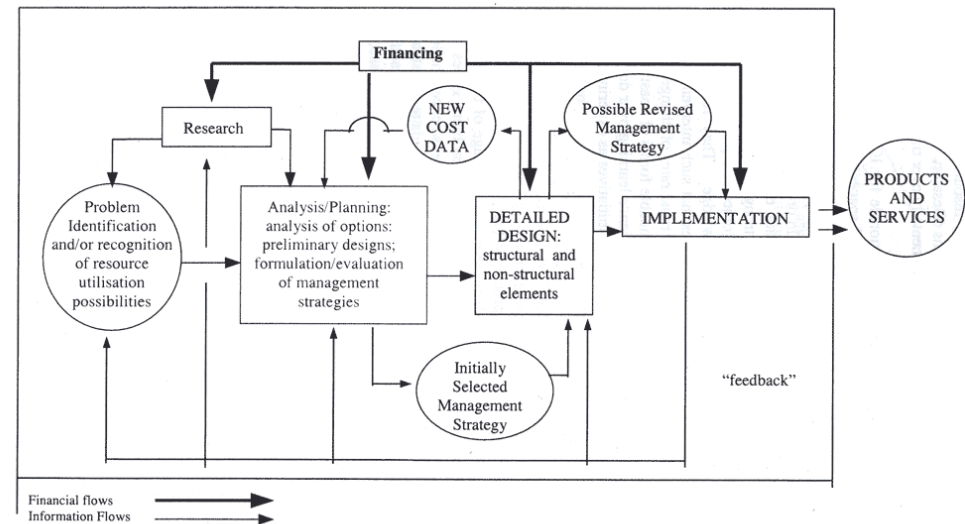 Financing
Research
NEW
COST
DATA
Possible Revised
Management
Strategy
PRODUCTS
AND
SERVICES
Problem
Identification
and/or recognition
of resource
utilisation
possibilities
Analysis/Planning:
analysis of options:
preliminary designs;
formulation/evaluation
of management
strategies
DETAILED
DESIGN:
structural and
non-structural
elements
IMPLEMENTATION
Initially
Selected
Management
Strategy
“feedback”
Financial flows
Information Flows